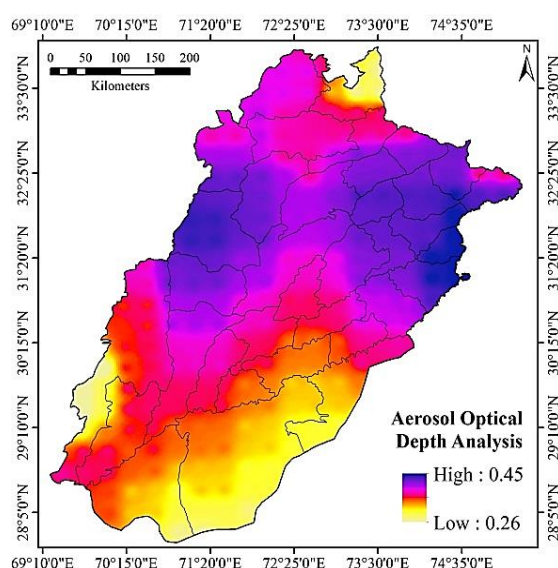 69°10'0"E 70°15'0"E 71°20'0"E 72°25'0"E 73°30'0"E 74°35'0"E
0 50 100 150 200
Kilometers
N
33°30'0"N
33°30'0"N
32°25'0"N
32°25'0"N
31°20'0"N
31°20'0"N
30°15'0"N
30°15'0"N
29°10'0"N
29°10'0"N
28°5'0"N
28°5'0"N
Aerosol Optical
Depth Analysis
High : 0.45
Low : 0.26
69°10'0"E 70°15'0"E 71°20'0"E 72°25'0"E 73°30'0"E 74°35'0"E